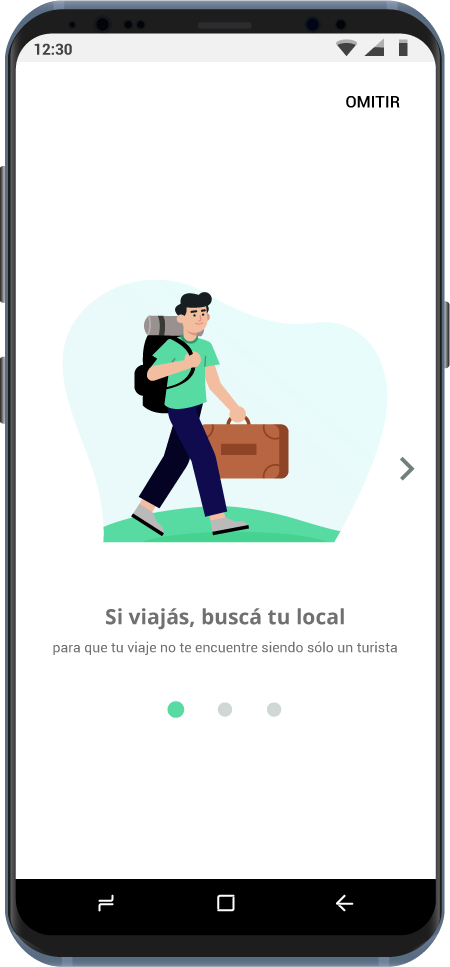 12:30
OMITIR
Si viajás, buscá tu local
para que tu viaje no te encuentre siendo sólo un turista